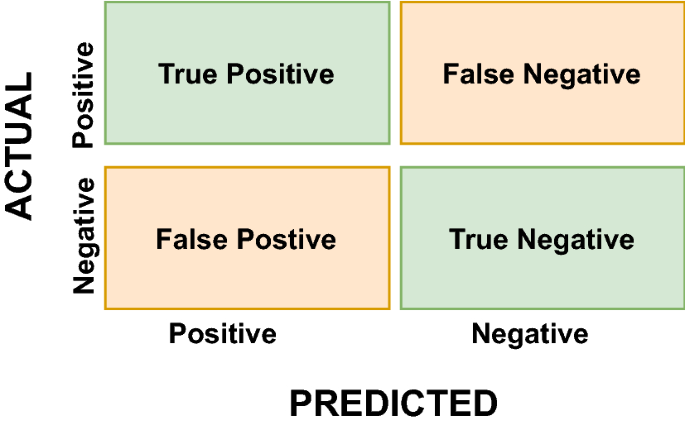 ACTUAL
Positive
True Positive
False Negative
Negative
False Postive
True Negative
Positive
Negative
PREDICTED